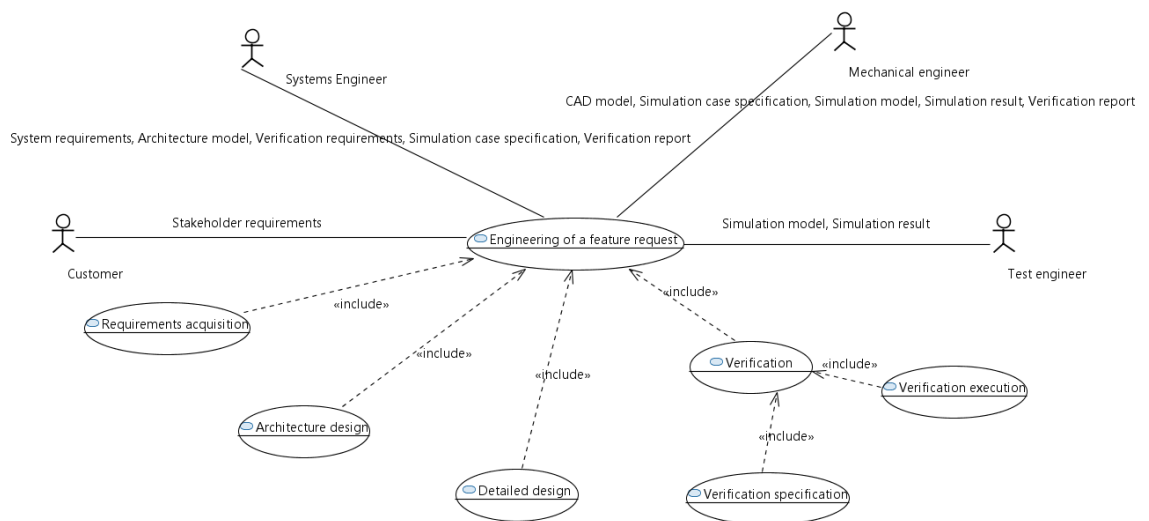 Systems Engineer
Mechanical engineer
CAD model, Simulation case specification, Simulation model, Simulation result, Verification report
System requirements, Architecture model, Verification requirements, Simulation case specification, Verification report
Stakeholder requirements
Simulation model, Simulation result
Engineering of a feature request
Customer
Test engineer
«include»
«include»
Requirements acquisition
«include»
Verification
«include»
«include»
Verification execution
Architecture design
«include»
Detailed design
Verification specification